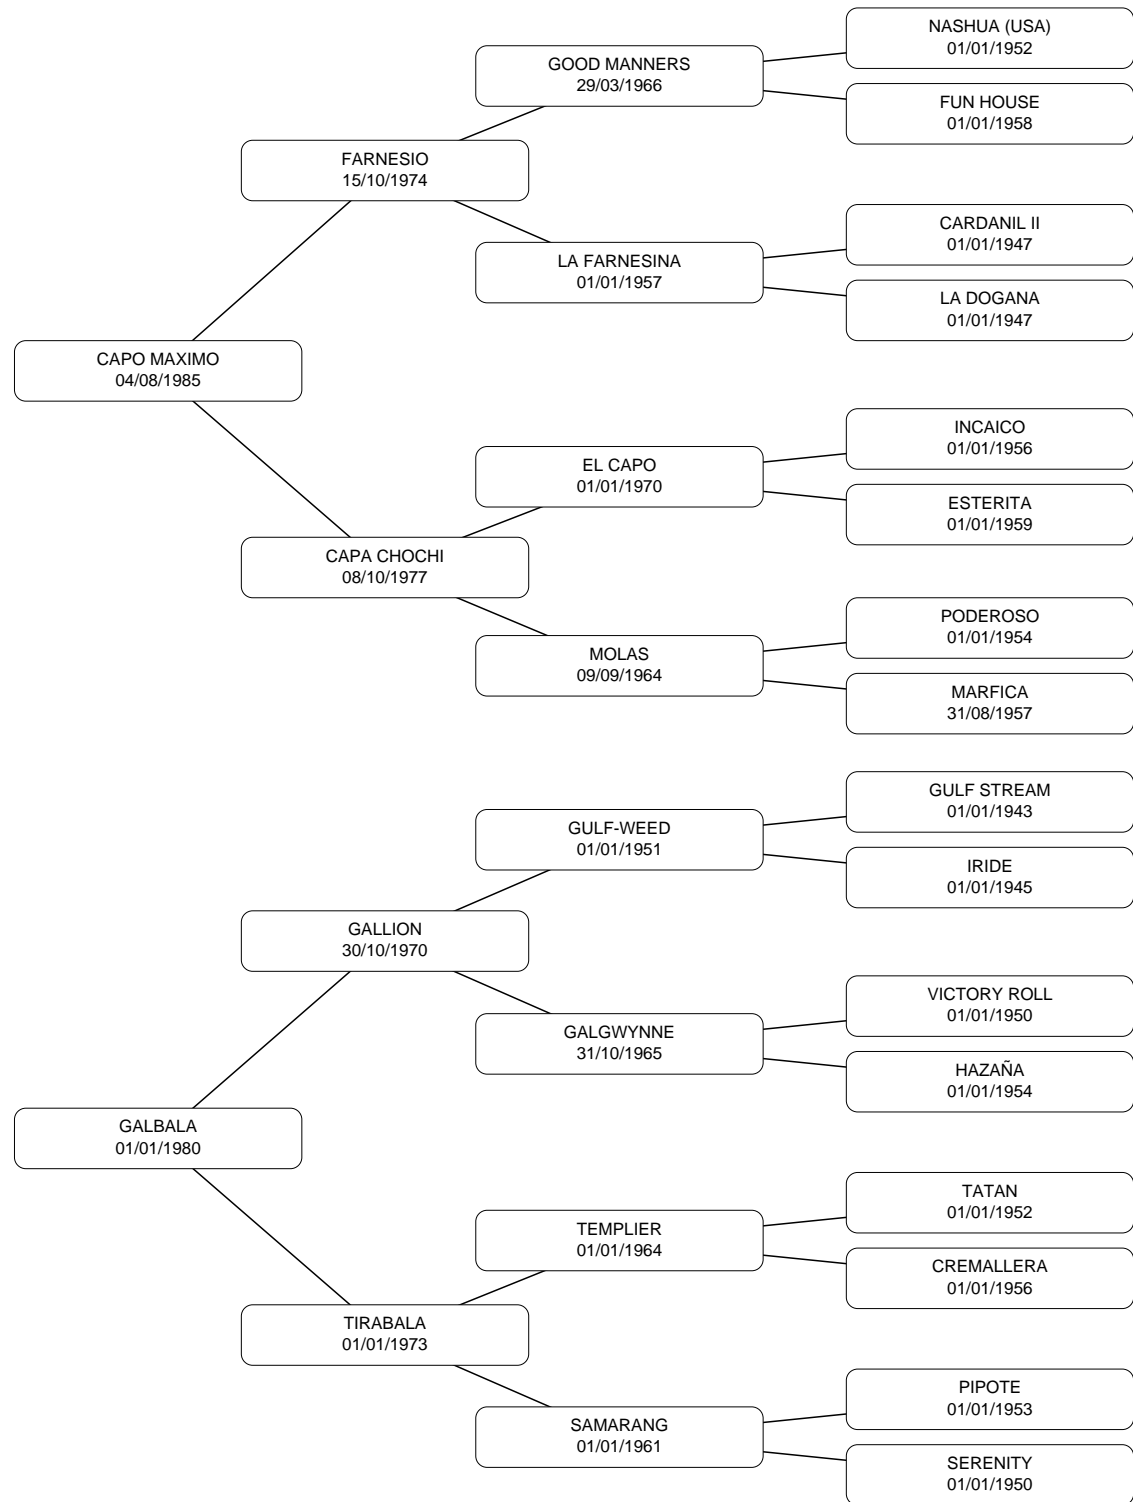 NASHUA (USA)
01/01/1952
GOOD MANNERS
29/03/1966
FUN HOUSE
01/01/1958
FARNESIO
15/10/1974
CARDANIL II
01/01/1947
LA FARNESINA
01/01/1957
LA DOGANA
01/01/1947
CAPO MAXIMO
04/08/1985
INCAICO
01/01/1956
EL CAPO
01/01/1970
ESTERITA
01/01/1959
CAPA CHOCHI
08/10/1977
PODEROSO
01/01/1954
MOLAS
09/09/1964
MARFICA
31/08/1957
GULF STREAM
01/01/1943
GULF-WEED
01/01/1951
IRIDE
01/01/1945
GALLION
30/10/1970
VICTORY ROLL
01/01/1950
GALGWYNNE
31/10/1965
HAZAÑA
01/01/1954
GALBALA
01/01/1980
TATAN
01/01/1952
TEMPLIER
01/01/1964
CREMALLERA
01/01/1956
TIRABALA
01/01/1973
PIPOTE
01/01/1953
SAMARANG
01/01/1961
SERENITY
01/01/1950